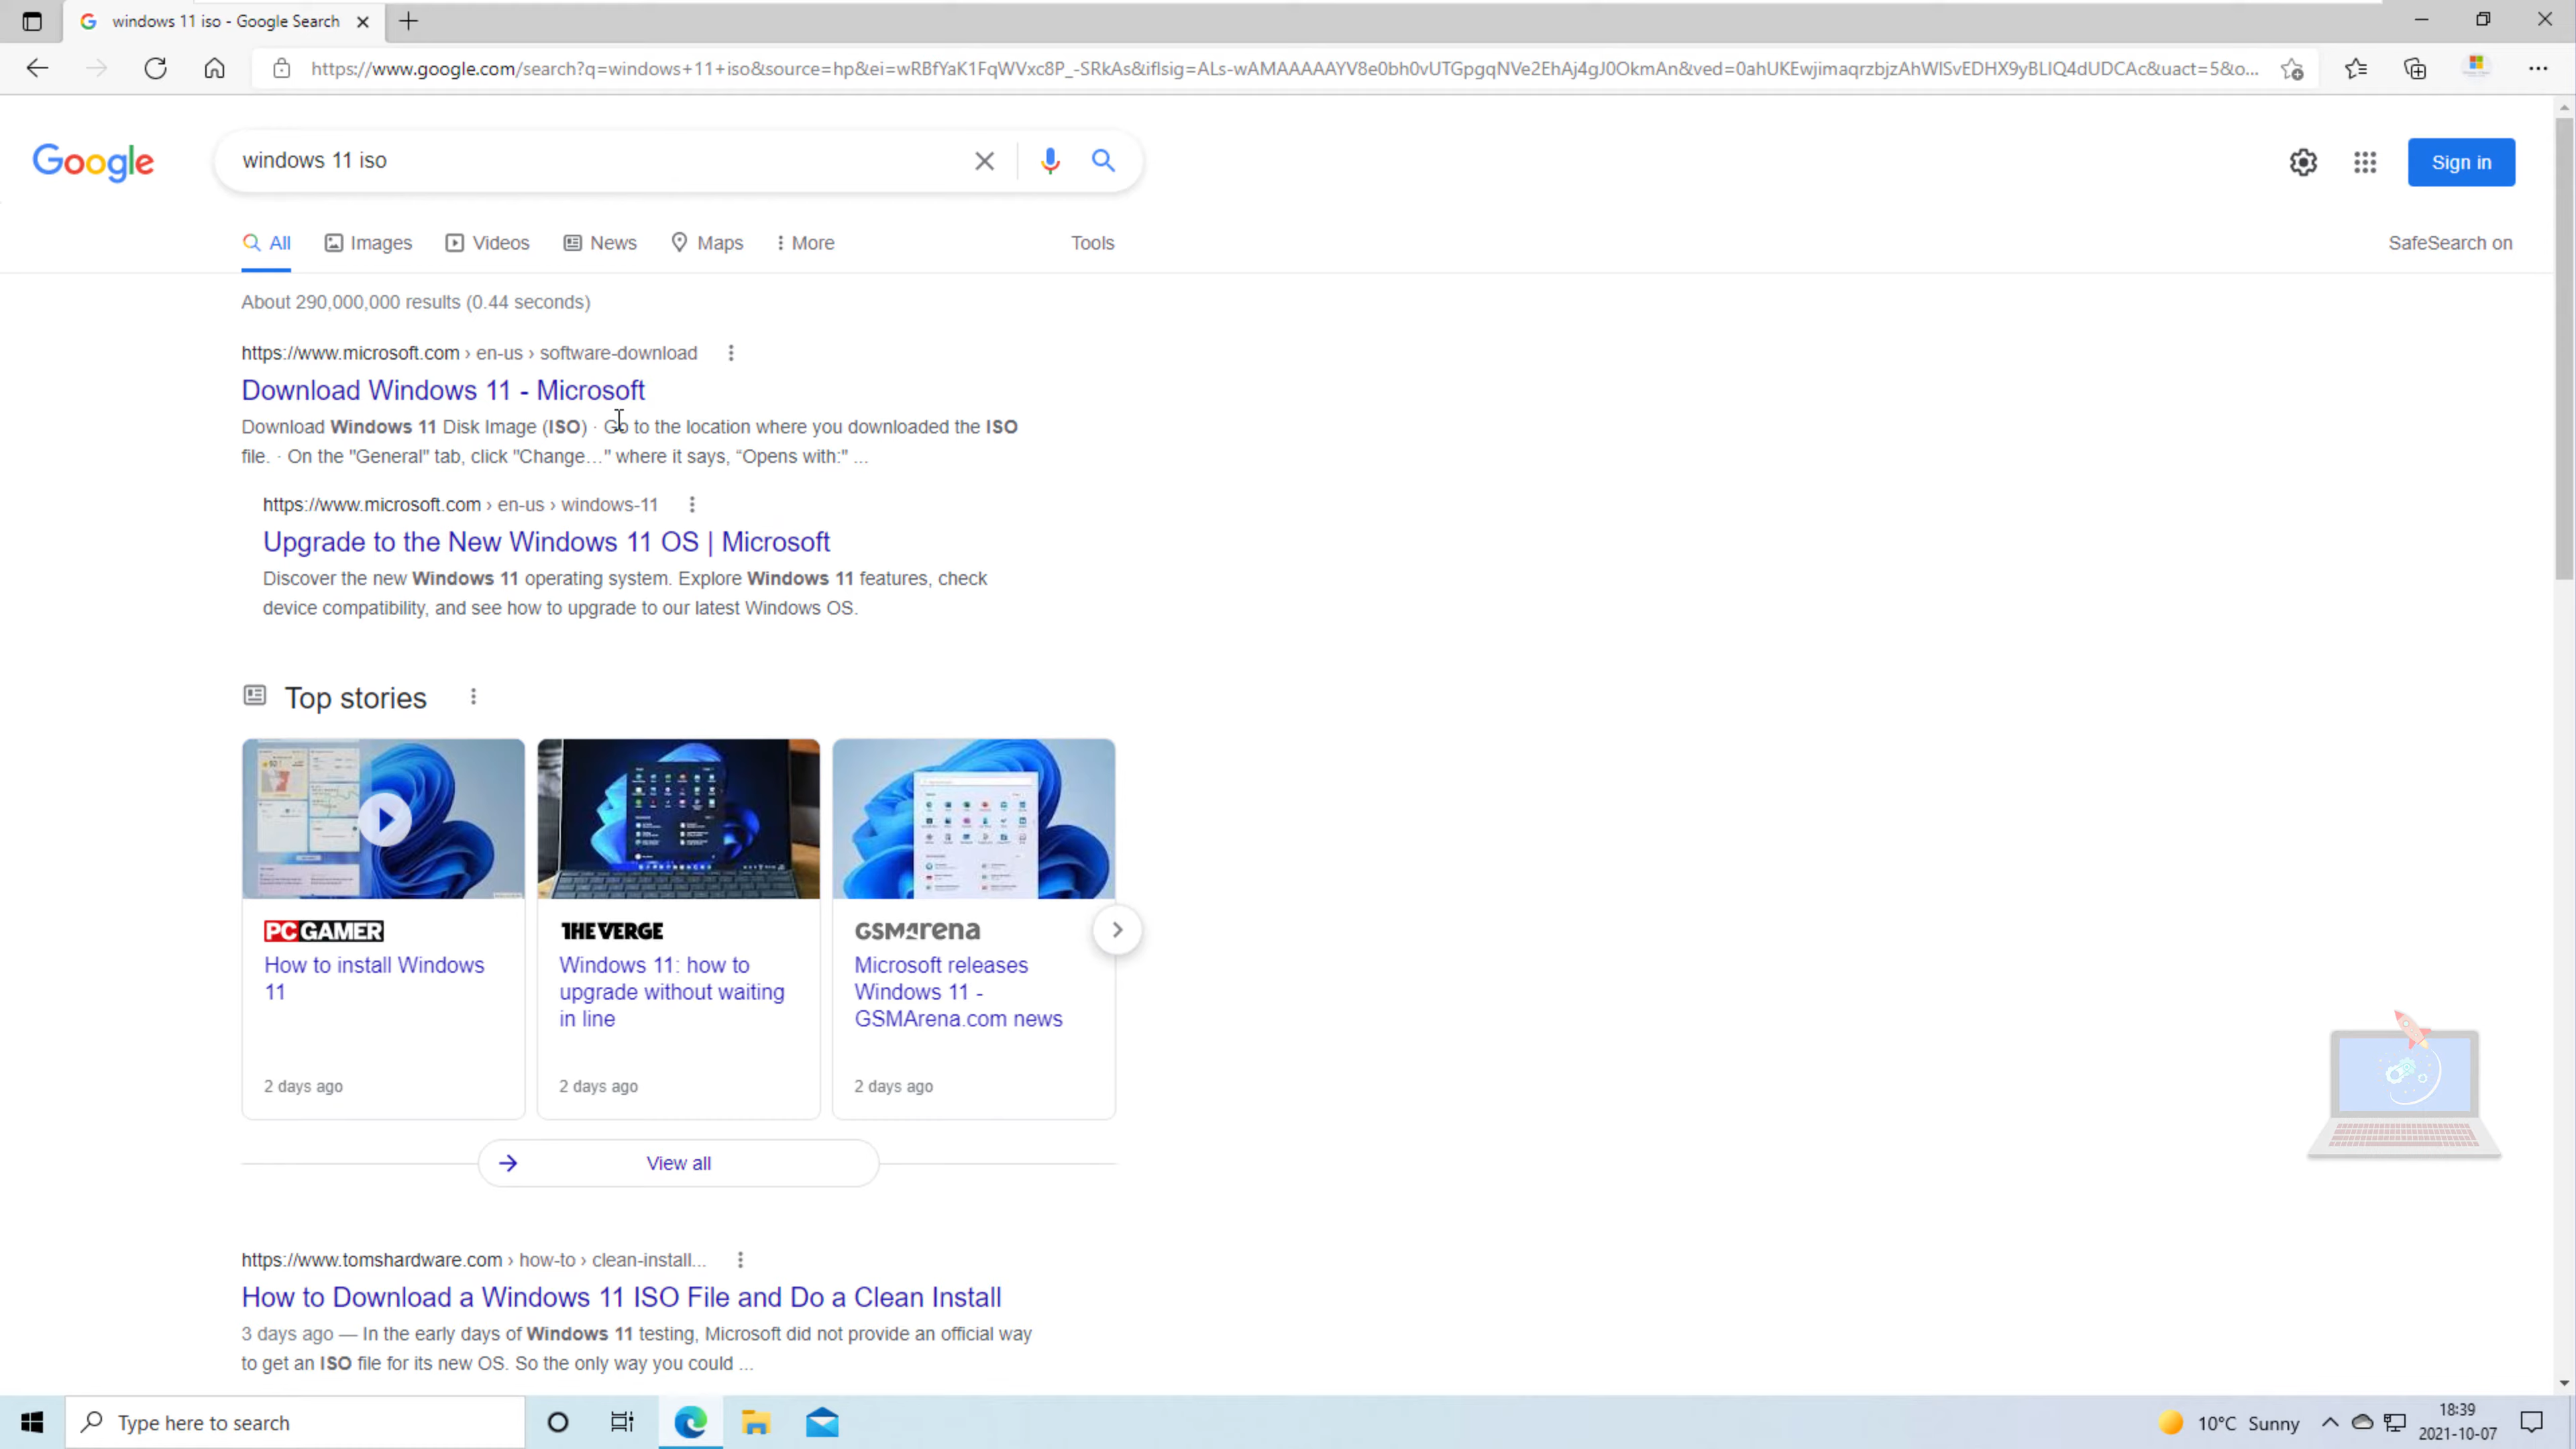 windows 11 iso - Google Search
https://www.google.com/search?q=windows+11+iso&source=hp&ei=wRBfYaK1FqWVxc8P_-SRkAs&iflsig=ALs-wAMAAAAAYV8e0bh0vUTGpgqNVe2EhAj4gJ0OkmAn&ved=0ahUKEwjimaqrzbjzAhWlSvEDHX9yBLIQ4dUDCAc&uact=5&o...
Google
windows 11 iso
Sign in
All Images Videos News Maps More Tools SafeSearch on
About 290,000,000 results (0.44 seconds)
https://www.microsoft.com › en-us › software-download
Download Windows 11 - Microsoft
Download Windows 11 Disk Image (ISO) · Go to the location where you downloaded the ISO
file. · On the "General" tab, click "Change…" where it says, “Opens with:" ...
https://www.microsoft.com › en-us › windows-11
Upgrade to the New Windows 11 OS | Microsoft
Discover the new Windows 11 operating system. Explore Windows 11 features, check
device compatibility, and see how to upgrade to our latest Windows OS.
Top stories
PC GAMER
How to install Windows
11
2 days ago
THE VERGE
Windows 11: how to
upgrade without waiting
in line
2 days ago
GSMArena
Microsoft releases
Windows 11 -
GSMArena.com news
2 days ago
View all
https://www.tomshardware.com › how-to › clean-install...
How to Download a Windows 11 ISO File and Do a Clean Install
3 days ago — In the early days of Windows 11 testing, Microsoft did not provide an official way
to get an ISO file for its new OS. So the only way you could ...
Type here to search
10°C Sunny
18:39
2021-10-07